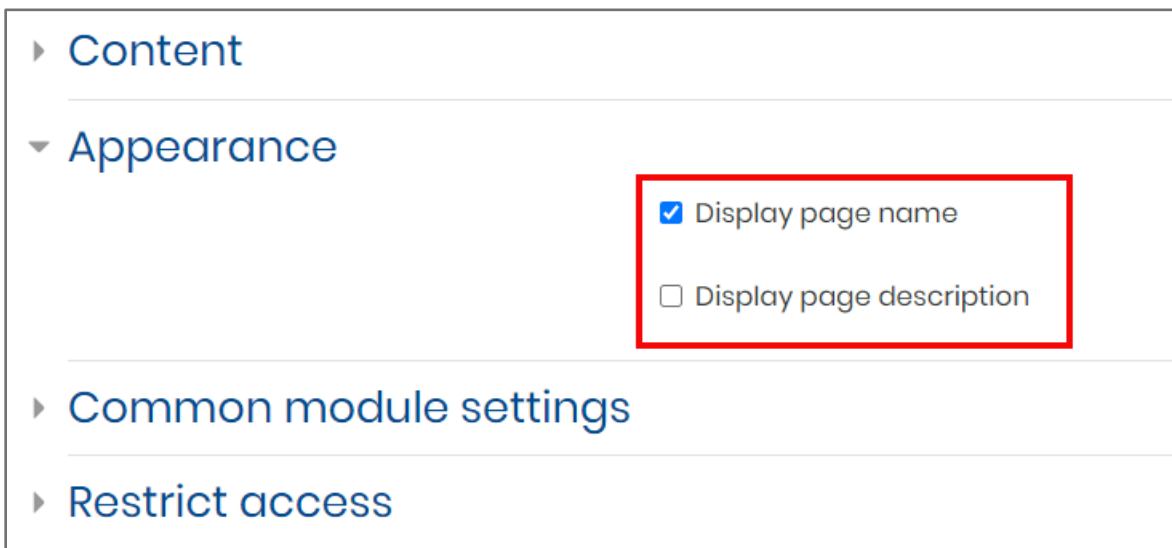 Content
Appearance
Display page name
Display page description
Common module settings
Restrict access